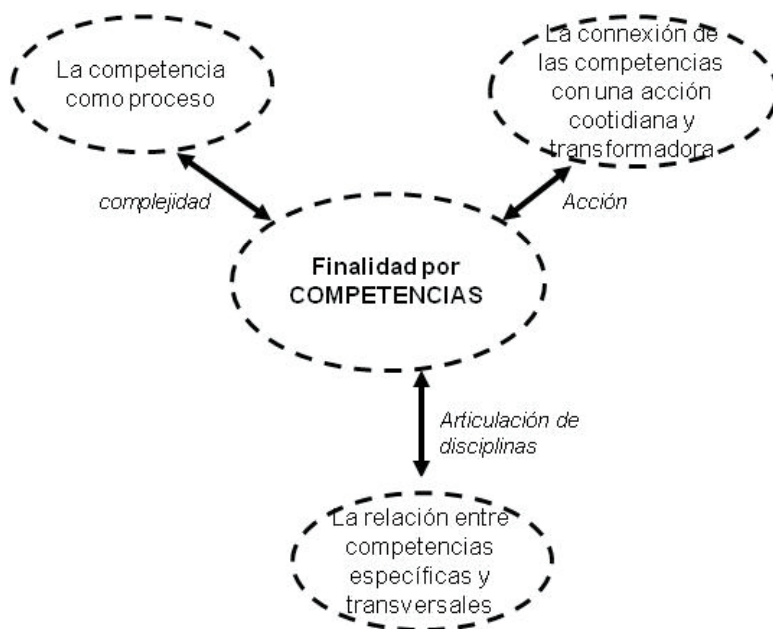 La competencia
como proceso
La connexión de
las competencias
con una acción
cootidiana y
transformadora
complejidad
Acción
Finalidad por
COMPETENCIAS
Articulación de
disciplinas
La relación entre
competencias
específicas y
transversales